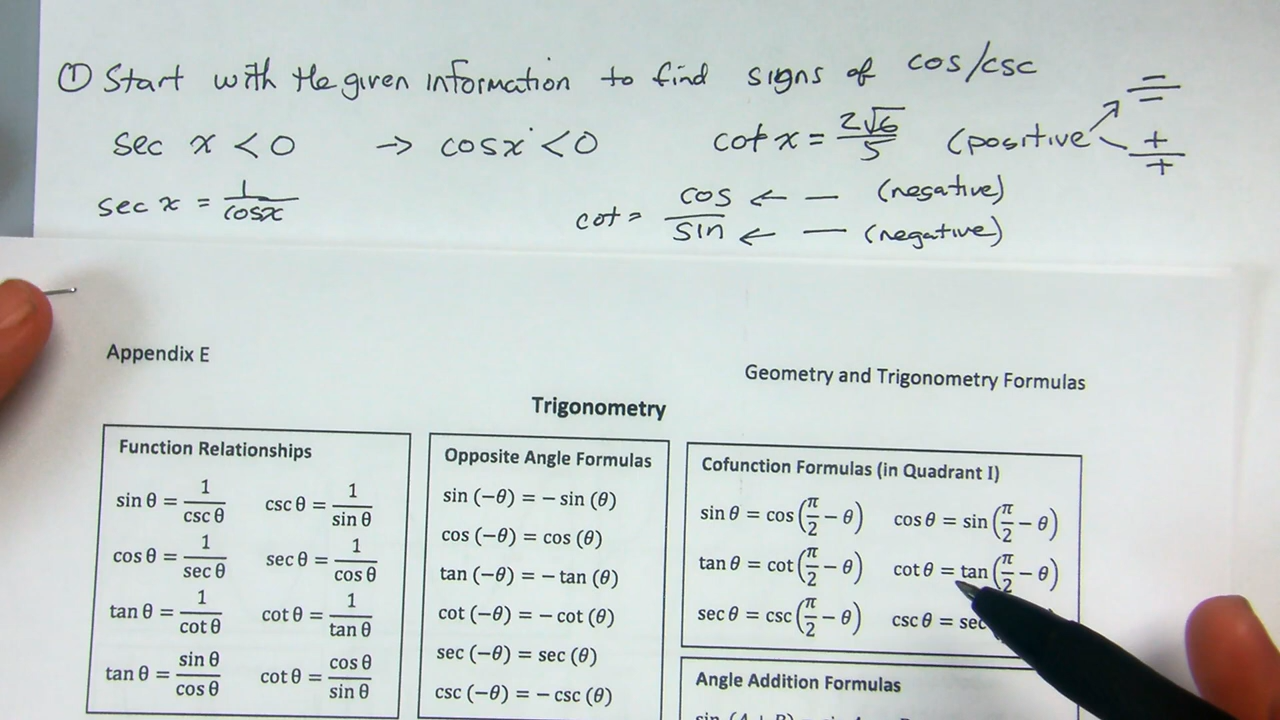 ① Start with the given information to find signs of cos/csc
sec x < 0 → cos x < 0 cot x = 2√6/5 (positive −/− +/+
sec x = 1/cosx
cot = cos/sin
cos ← — (negative)
sin ← — (negative)
Appendix E
Geometry and Trigonometry Formulas
Trigonometry
Function Relationships
sin θ = 1/csc θ csc θ = 1/sin θ
cos θ = 1/sec θ sec θ = 1/cos θ
tan θ = 1/cot θ cot θ = 1/tan θ
tan θ = sin θ/cos θ cot θ = cos θ/sin θ
Opposite Angle Formulas
sin (−θ) = − sin (θ)
cos (−θ) = cos (θ)
tan (−θ) = − tan (θ)
cot (−θ) = − cot (θ)
sec (−θ) = sec (θ)
csc (−θ) = − csc (θ)
Cofunction Formulas (in Quadrant I)
sin θ = cos(π/2 − θ) cos θ = sin(π/2 − θ)
tan θ = cot(π/2 − θ) cot θ = tan(π/2 − θ)
sec θ = csc(π/2 − θ) csc θ = sec
Angle Addition Formulas